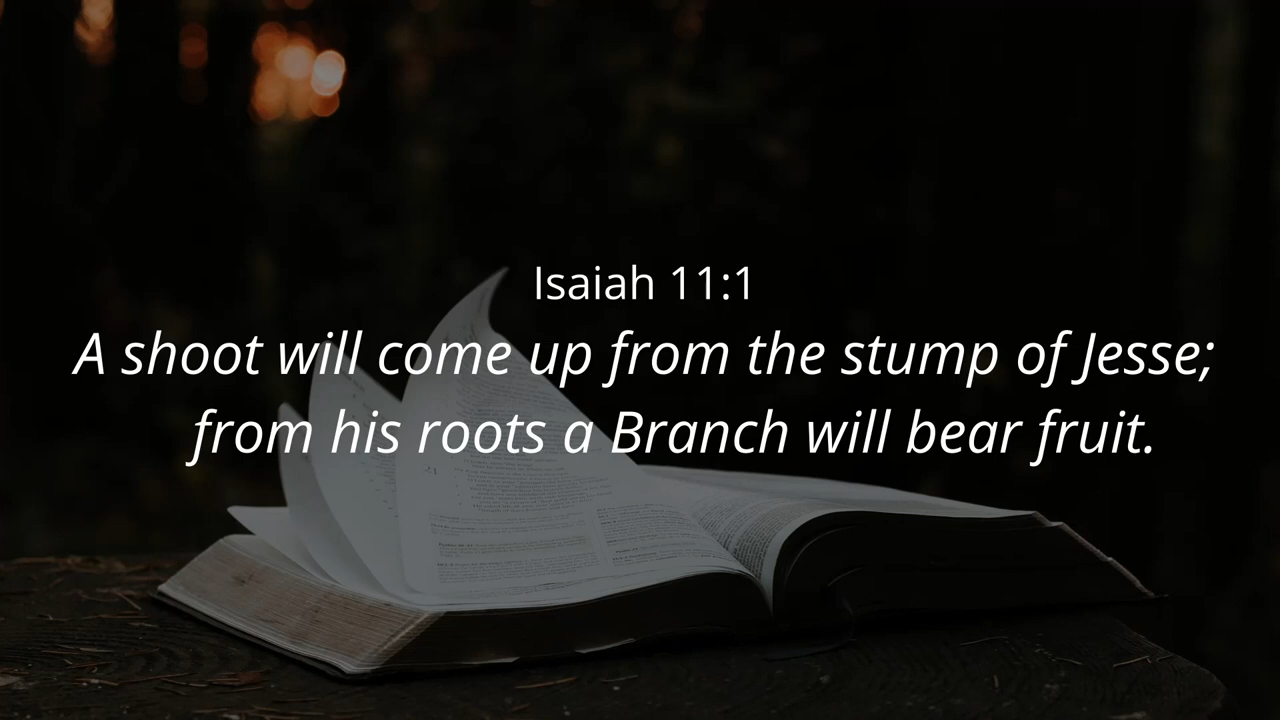 Isaiah 11:1
A shoot will come up from the stump of Jesse;
from his roots a Branch will bear fruit.